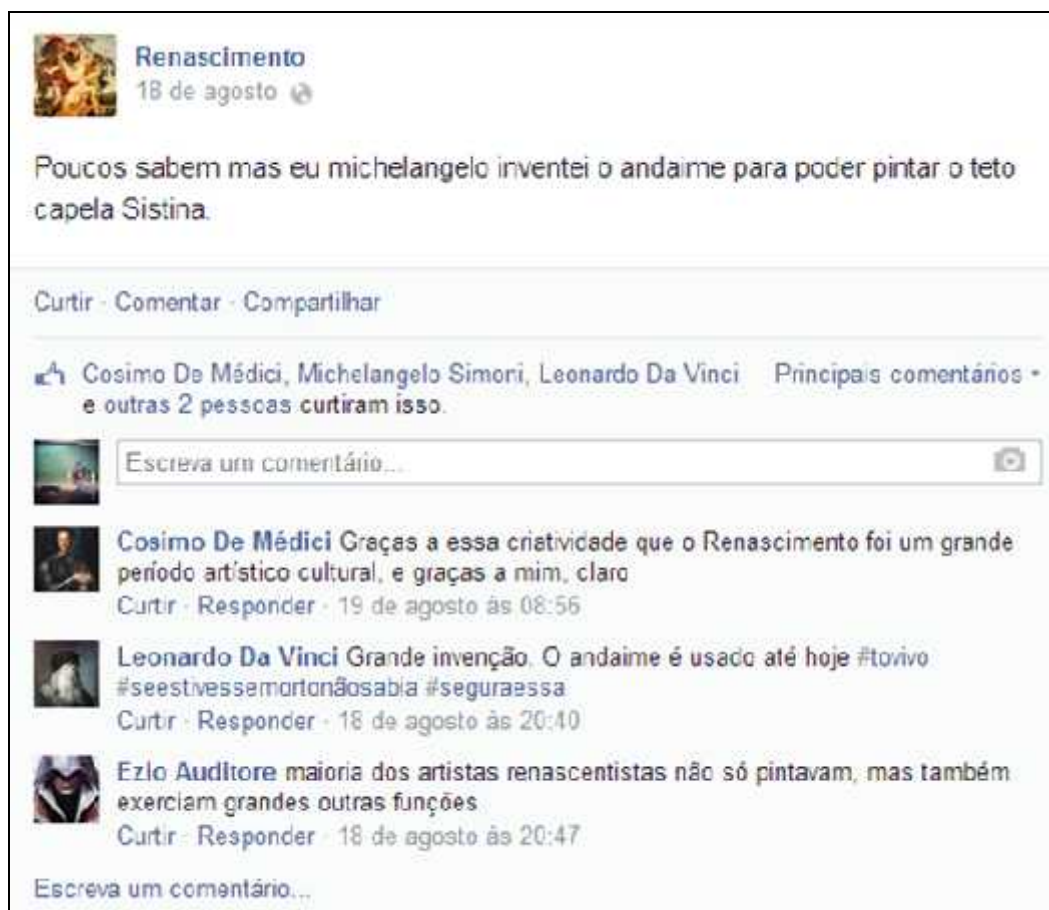 Renascimento
18 de agosto
Poucos sabem mas eu michelangelo inventei o andaime para poder pintar o teto
capela Sistina.
Curtir · Comentar · Compartilhar
Cosimo De Médici, Michelangelo Simoni, Leonardo Da Vinci Principais comentários
e outras 2 pessoas curtiram isso.
Escreva um comentário...
Cosimo De Médici Graças a essa criatividade que o Renascimento foi um grande
período artístico cultural, e graças a mim, claro
Curtir · Responder · 19 de agosto às 08:56
Leonardo Da Vinci Grande invenção. O andaime é usado até hoje #tovivo
#seestivessemortonãosabia #seguraessa
Curtir · Responder · 18 de agosto às 20:40
Ezio Auditore maioria dos artistas renascentistas não só pintavam, mas também
exerciam grandes outras funções
Curtir · Responder · 18 de agosto às 20:47
Escreva um comentário...